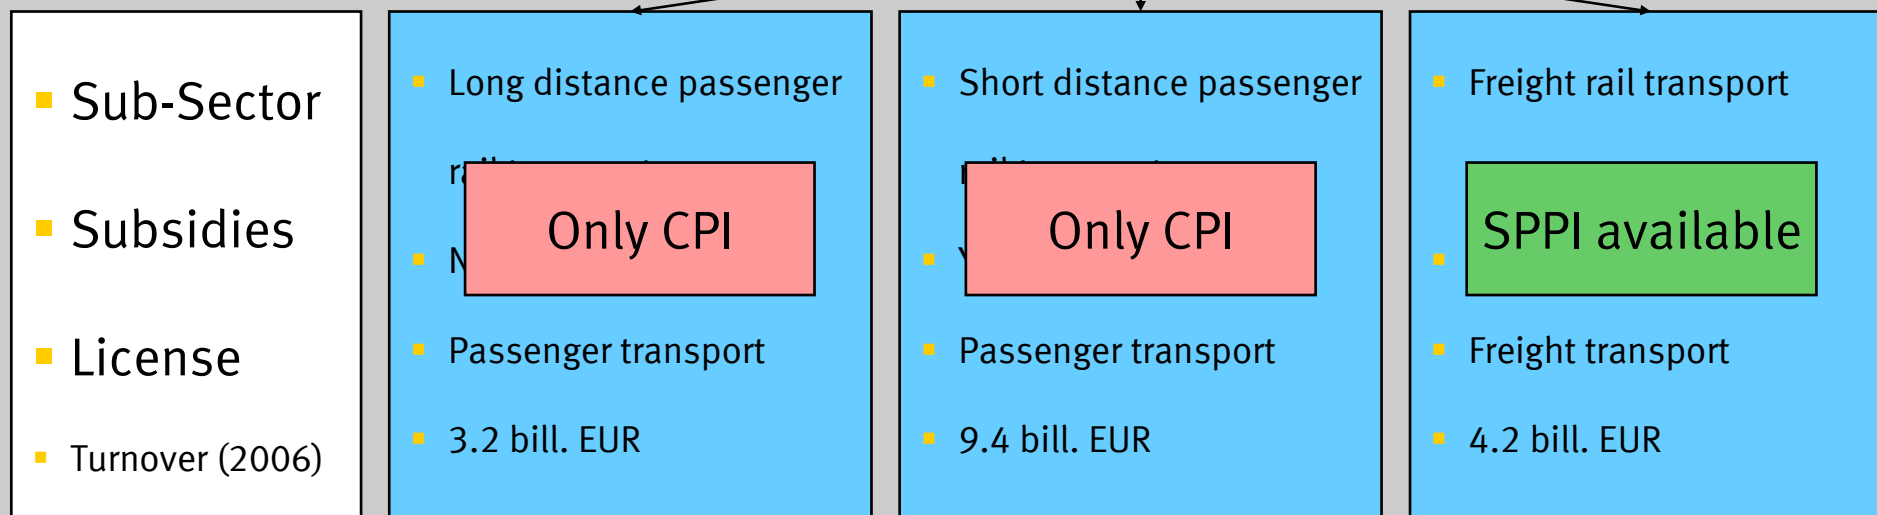 Sub-Sector
Subsidies
License
Turnover (2006)
Long distance passenger
Only CPI
Passenger transport
3.2 bill. EUR
Short distance passenger
Only CPI
Passenger transport
9.4 bill. EUR
Freight rail transport
SPPI available
Freight transport
4.2 bill. EUR